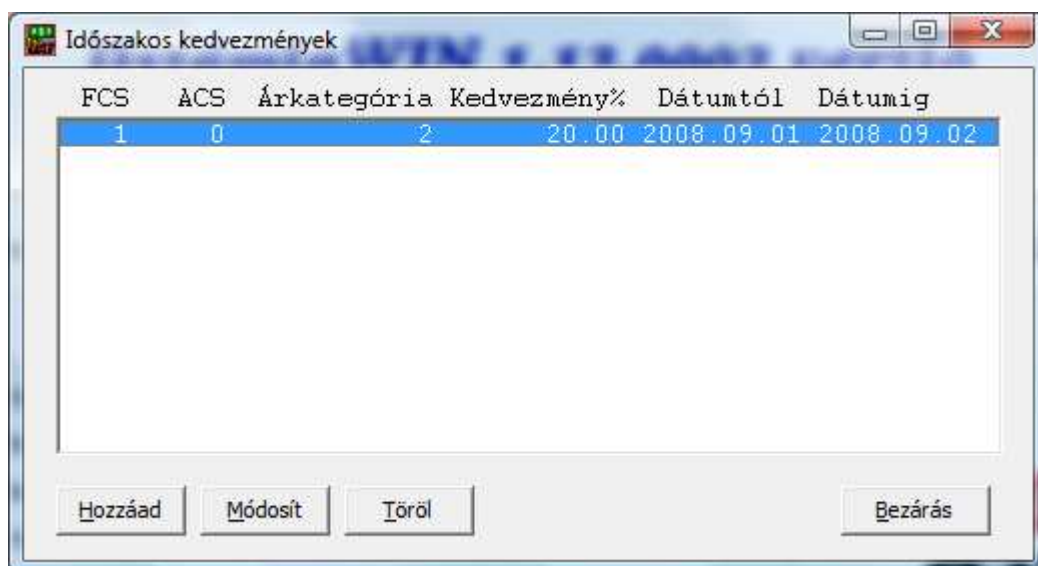 Időszakos kedvezmények
FCS ACS Árkategória Kedvezmény% Dátumtól Dátumig
1 0 2 20.00 2008.09.01 2008.09.02
Hozzáad Módosít Töröl Bezárás